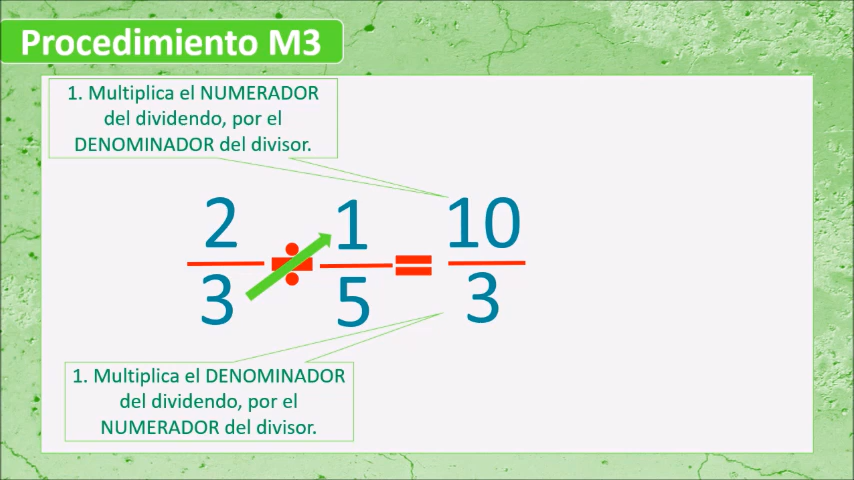 Procedimiento M3
1. Multiplica el NUMERADOR
del dividendo, por el
DENOMINADOR del divisor.
2 1 10
÷ =
3 5 3
1. Multiplica el DENOMINADOR
del dividendo, por el
NUMERADOR del divisor.